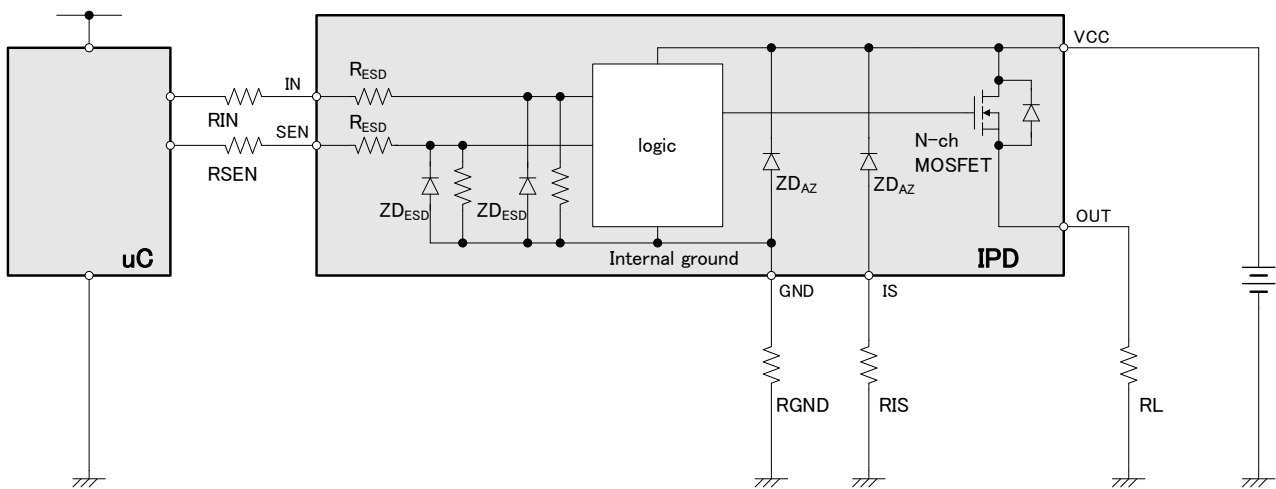 VCC
RESD
IN
RIN
RESD
SEN
RSEN
logic
N-ch
MOSFET
ZDESD
ZDESD
ZDAZ
ZDAZ
OUT
uC
Internal ground
IPD
GND
IS
RGND
RIS
RL